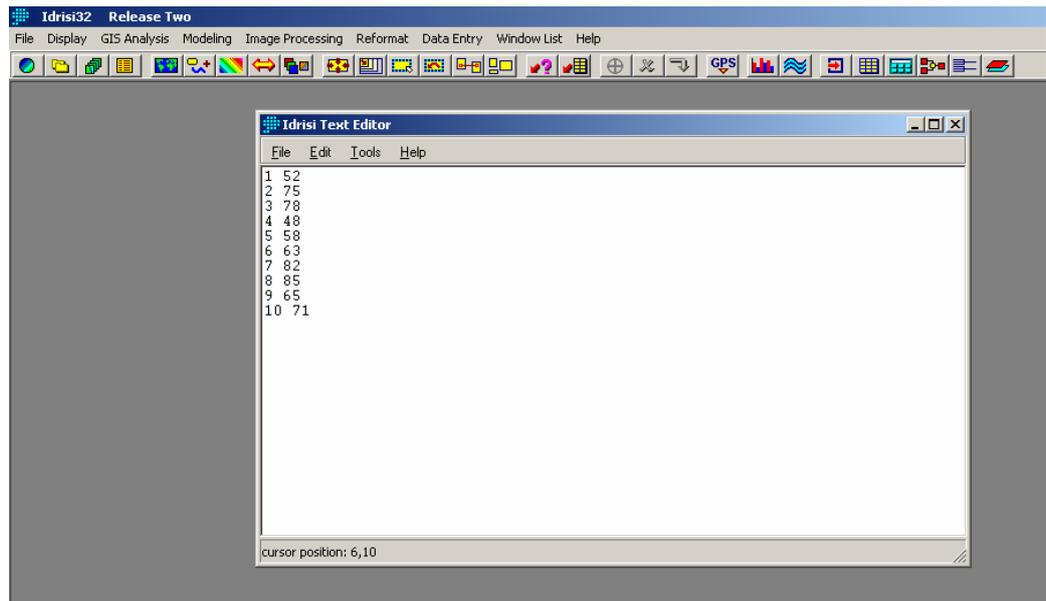 Idrisi32 Release Two
File Display GIS Analysis Modeling Image Processing Reformat Data Entry Window List Help
GPS
Idrisi Text Editor
File Edit Tools Help
1 52
2 75
3 78
4 48
5 58
6 63
7 82
8 85
9 65
10 71
cursor position: 6,10